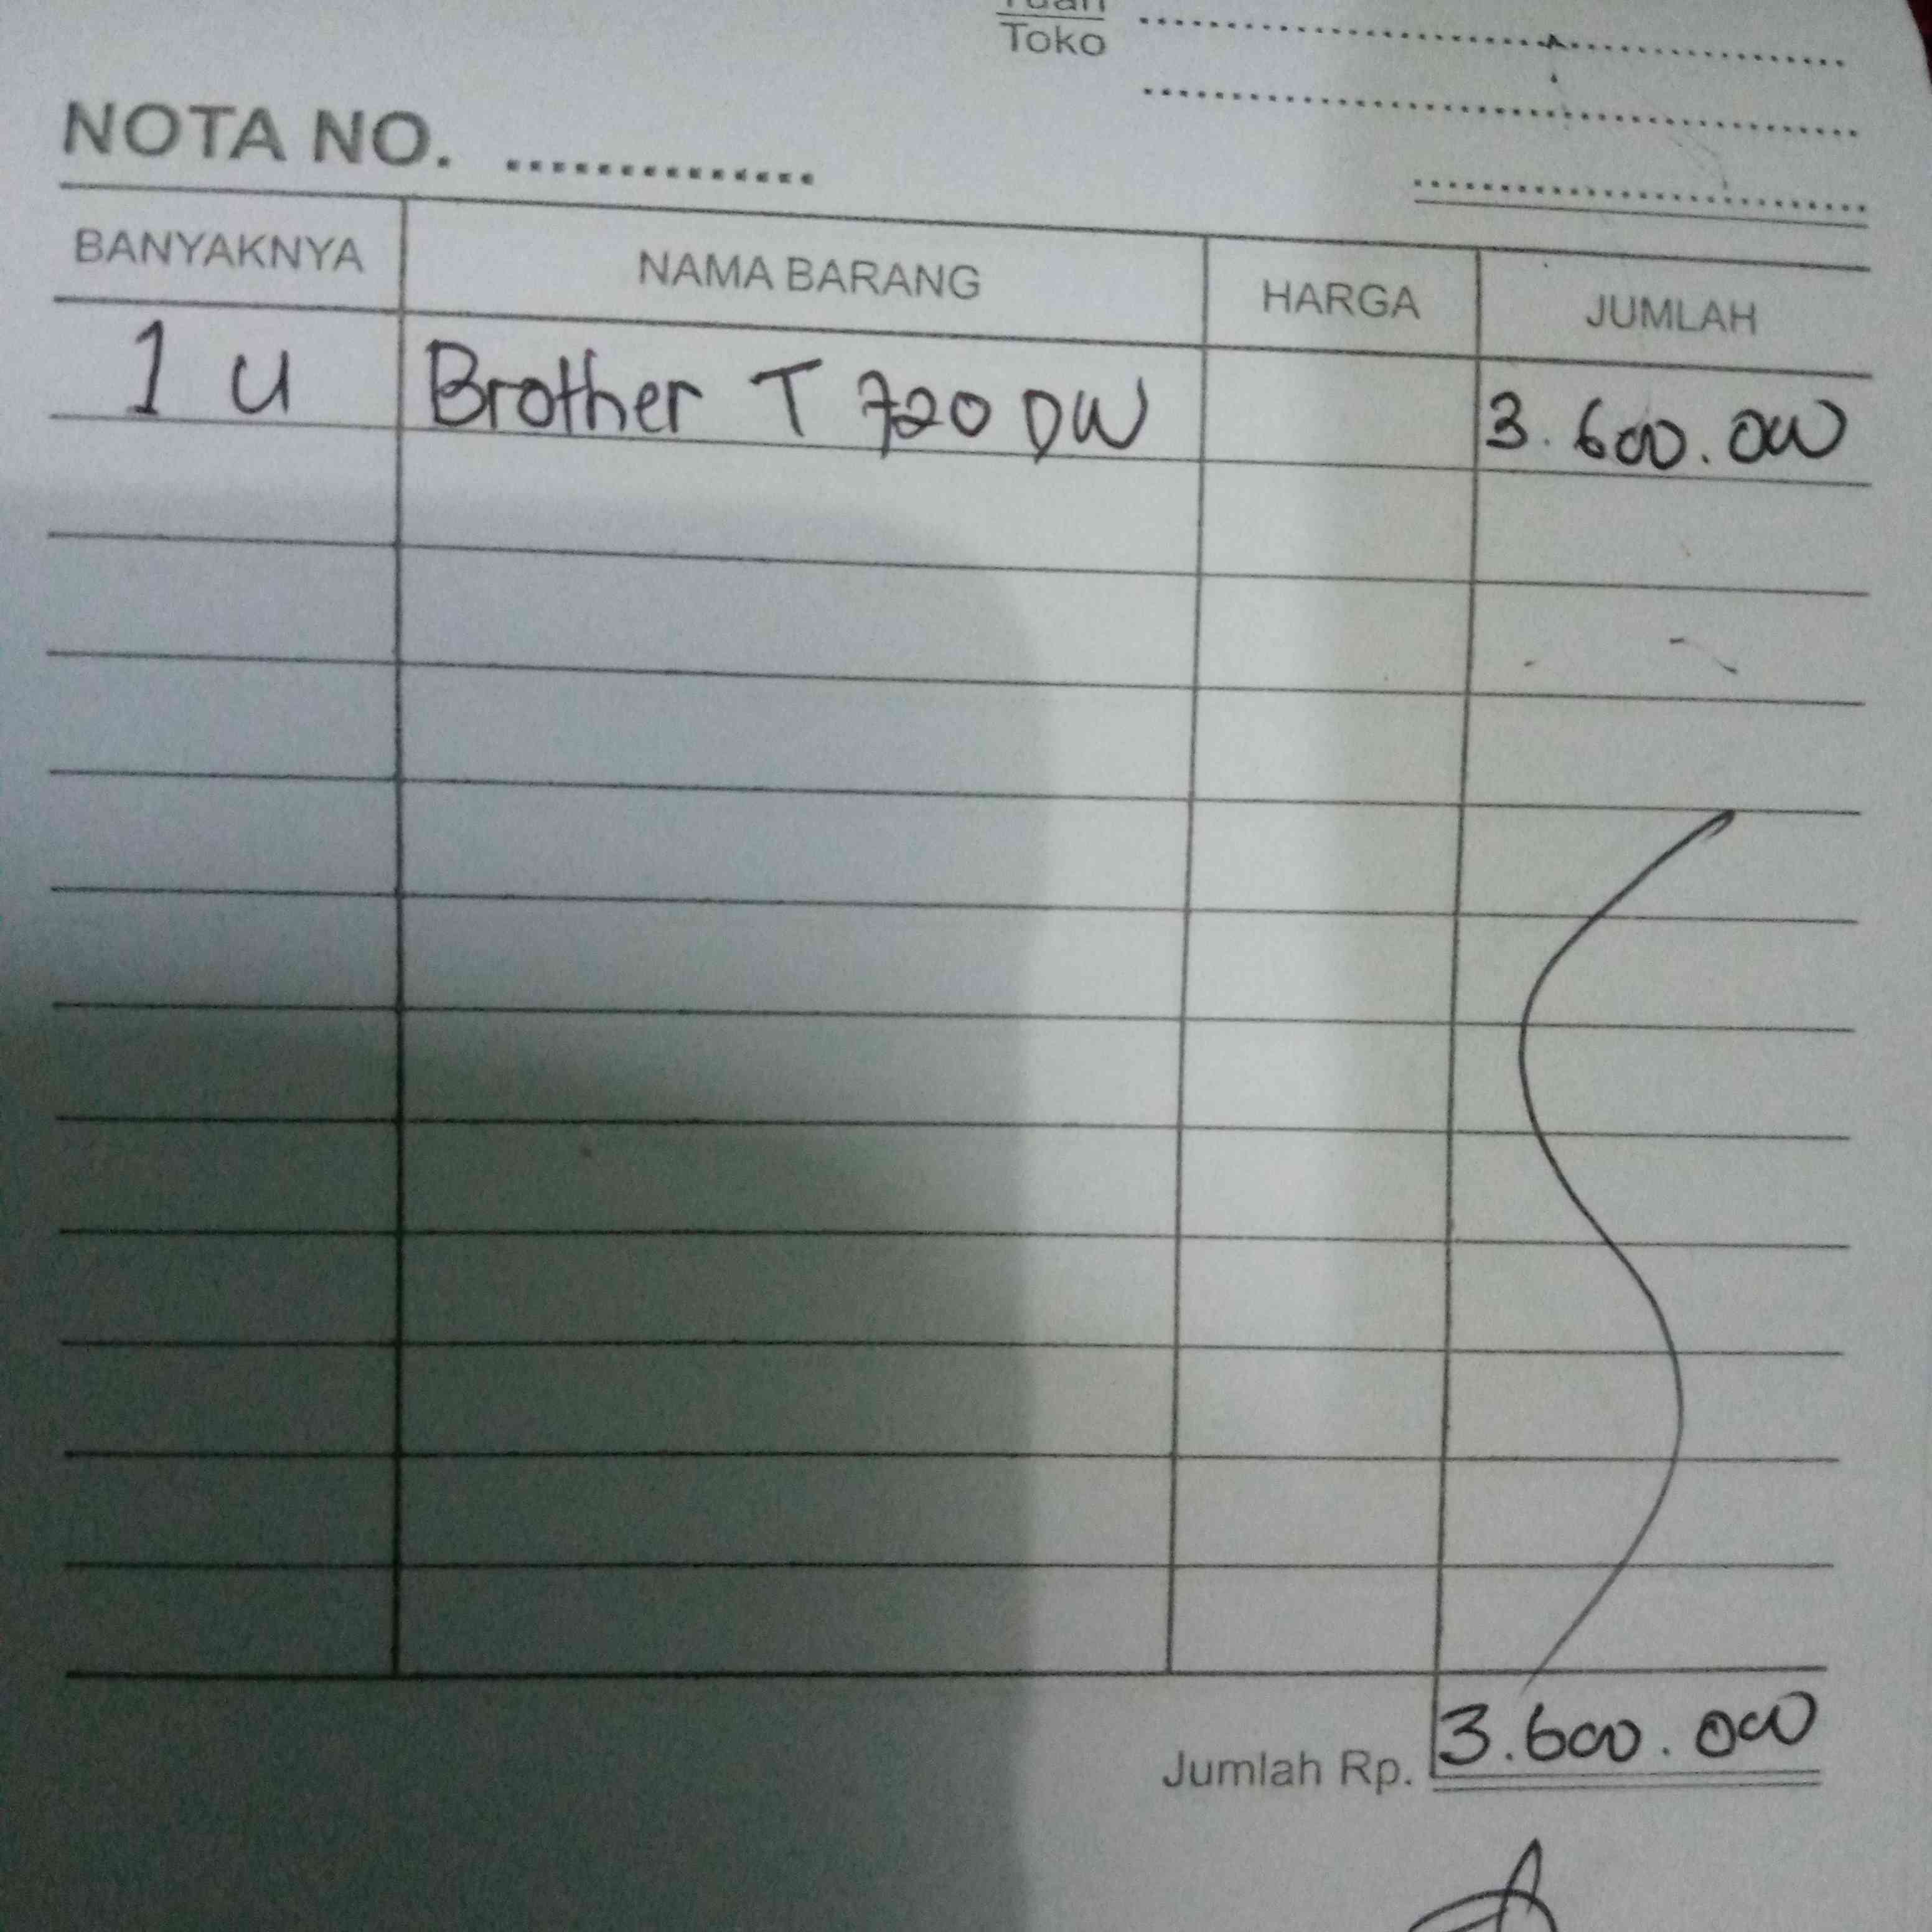 Tuan
Toko
NOTA NO.
BANYAKNYA NAMA BARANG HARGA JUMLAH
1 u Brother T 720 DW 3.600.000
Jumlah Rp. 3.600.000